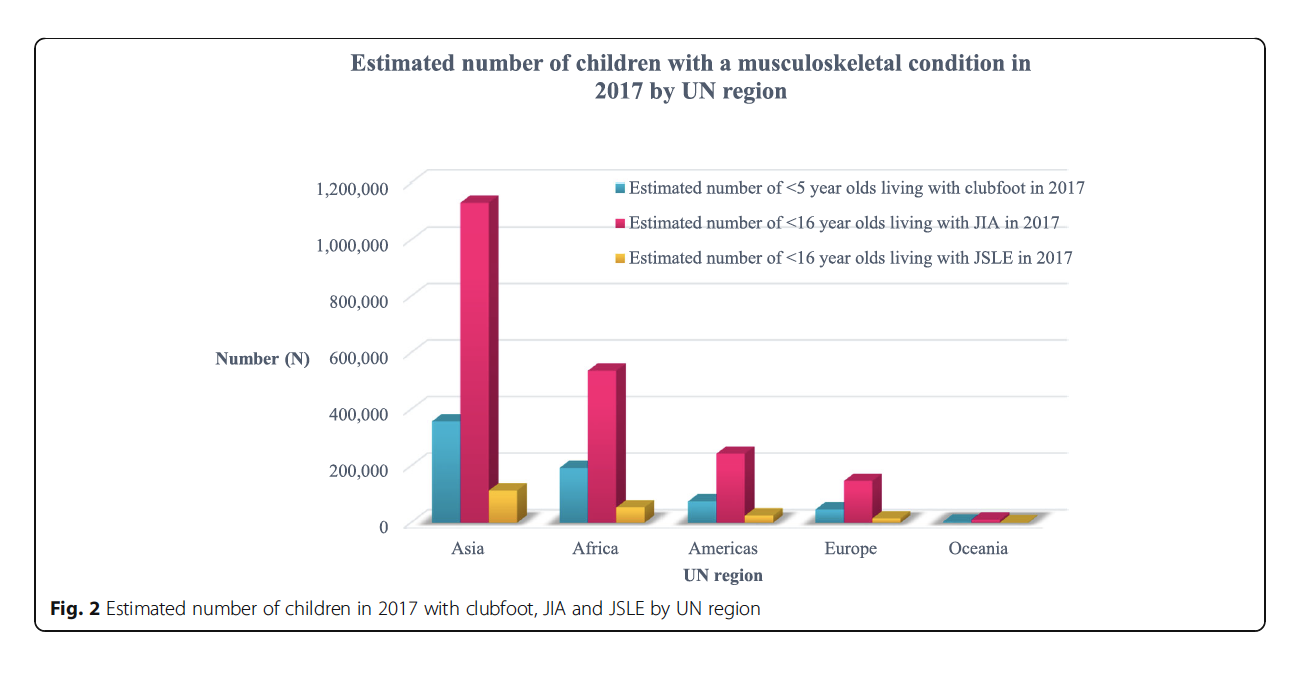 Estimated number of children with a musculoskeletal condition in
2017 by UN region
Estimated number of <5 year olds living with clubfoot in 2017
Estimated number of <16 year olds living with JIA in 2017
Estimated number of <16 year olds living with JSLE in 2017
1,200,000
1,000,000
800,000
Number (N) 600,000
400,000
200,000
0
Asia Africa Americas Europe Oceania
UN region
Fig. 2 Estimated number of children in 2017 with clubfoot, JIA and JSLE by UN region